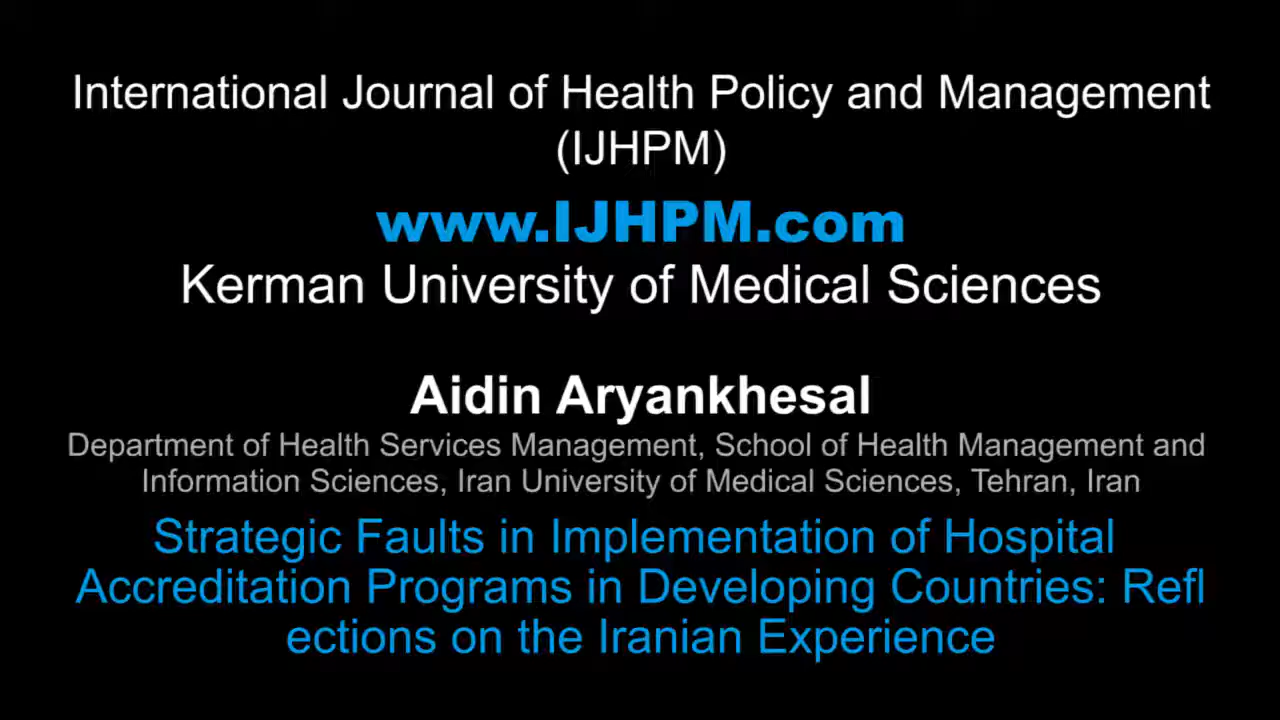 International Journal of Health Policy and Management
(IJHPM)
www.IJHPM.com
Kerman University of Medical Sciences
Aidin Aryankhesal
Department of Health Services Management, School of Health Management and
Information Sciences, Iran University of Medical Sciences, Tehran, Iran
Strategic Faults in Implementation of Hospital
Accreditation Programs in Developing Countries: Refl
ections on the Iranian Experience